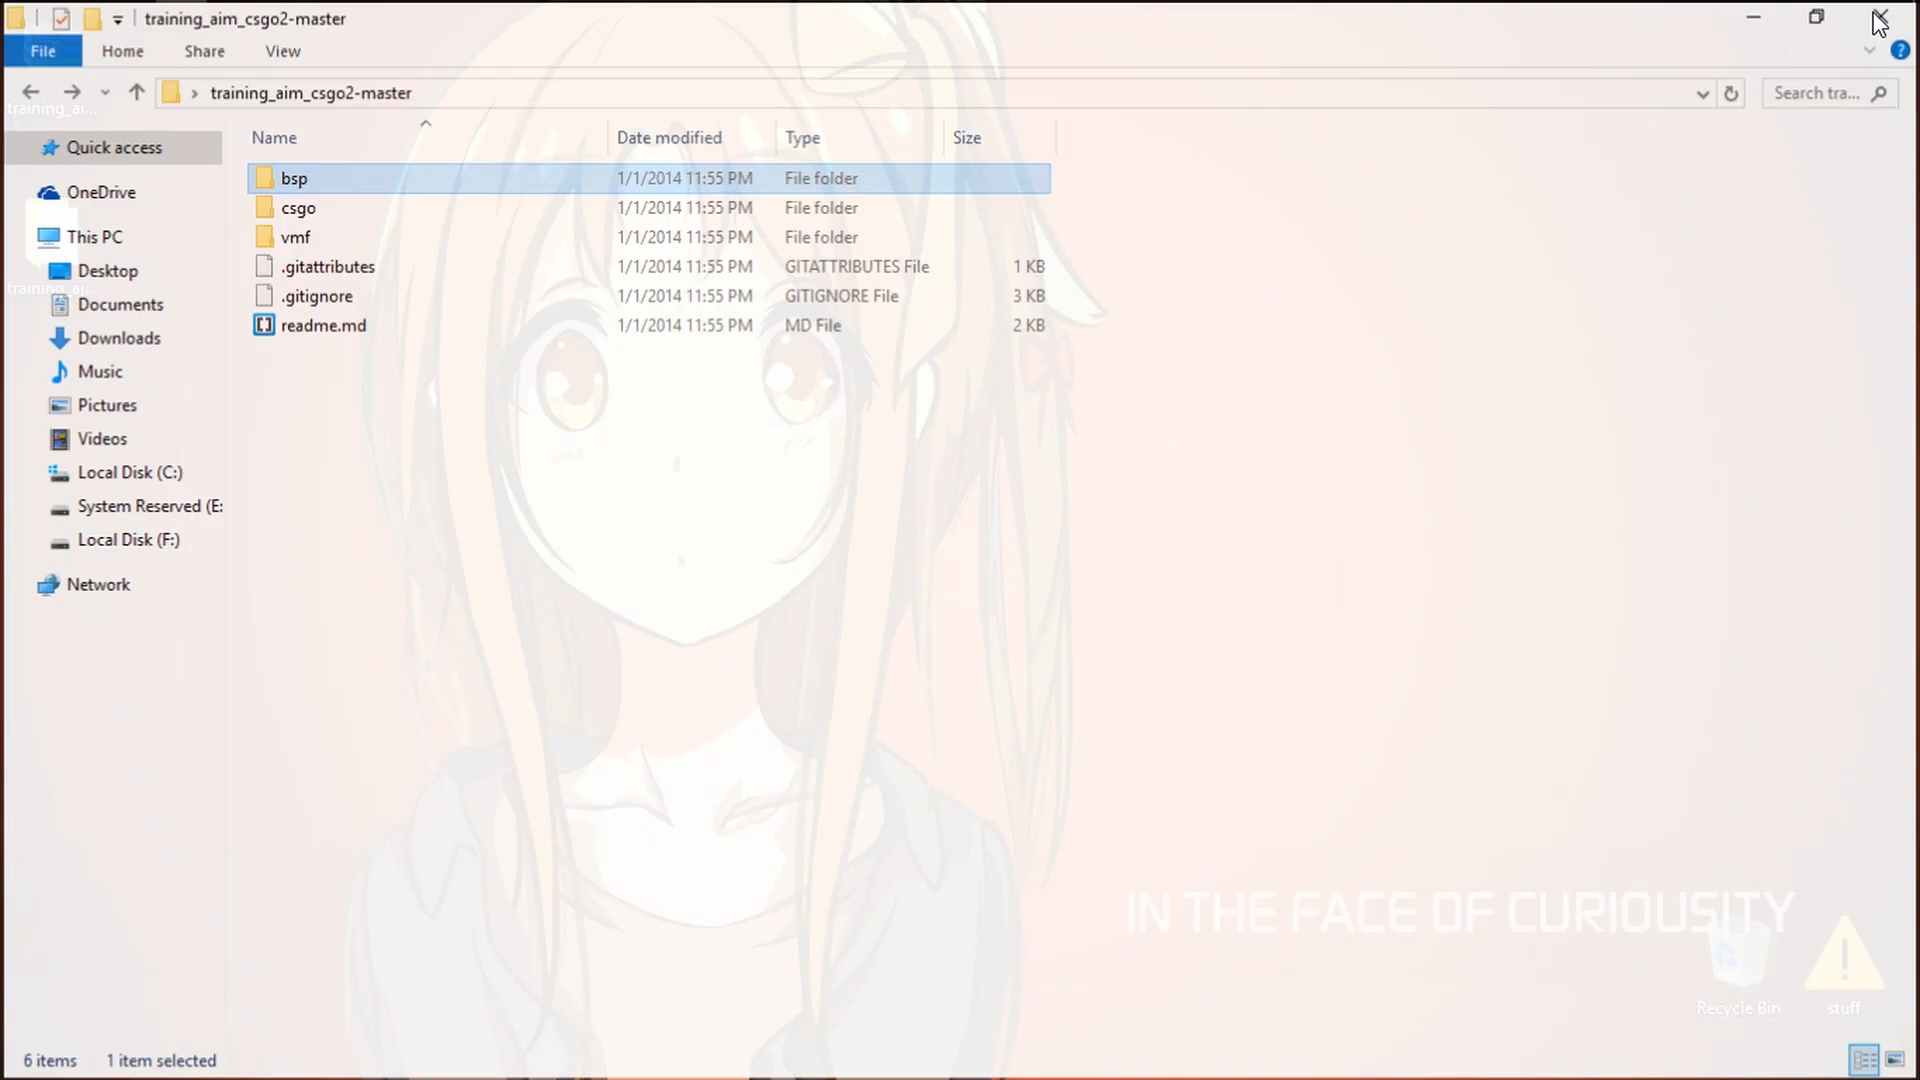 training_aim_csgo2-master
File Home Share View
training_aim_csgo2-master
Search tra...
training_ai...
Name Date modified Type Size
Quick access
OneDrive
This PC
Desktop
training_ai...
Documents
Downloads
Music
Pictures
Videos
Local Disk (C:)
System Reserved (E:
Local Disk (F:)
Network
bsp 1/1/2014 11:55 PM File folder
csgo 1/1/2014 11:55 PM File folder
vmf 1/1/2014 11:55 PM File folder
.gitattributes 1/1/2014 11:55 PM GITATTRIBUTES File 1 KB
.gitignore 1/1/2014 11:55 PM GITIGNORE File 3 KB
readme.md 1/1/2014 11:55 PM MD File 2 KB
IN THE FACE OF CURIOUSITY
Recycle Bin
stuff
6 items 1 item selected